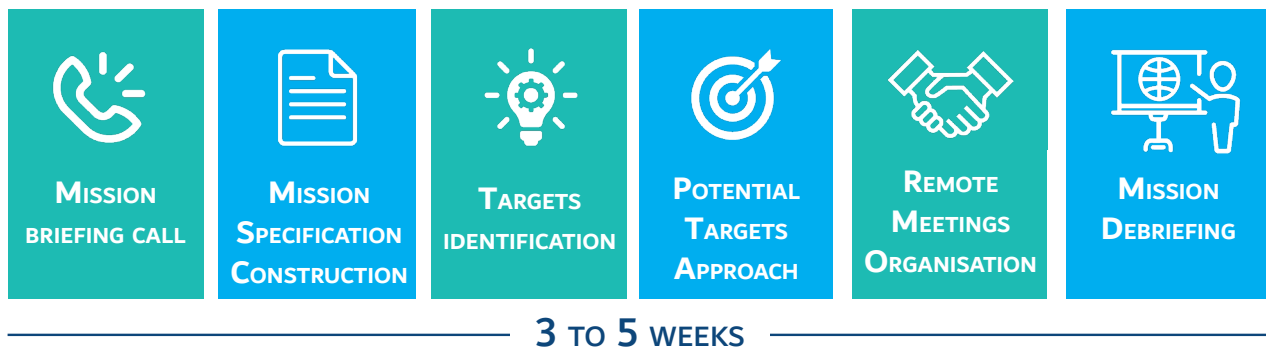 Mission
briefing call
Mission
Specification
Construction
Targets
identification
Potential
Targets
Approach
Remote
Meetings
Organisation
Mission
Debriefing
3 to 5 weeks